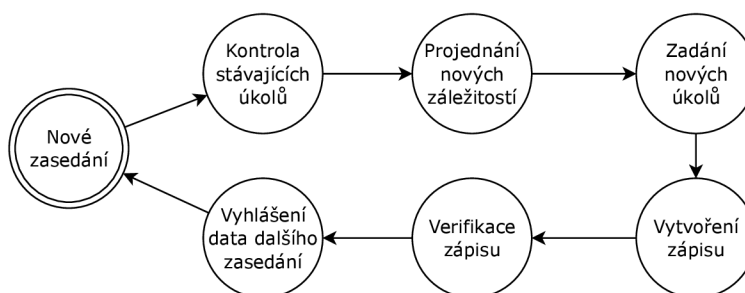 Nové
zasedání
Kontrola
stávajících
úkolů
Projednání
nových
záležitostí
Zadání
nových
úkolů
Vytvoření
zápisu
Verifikace
zápisu
Vyhlášení
data dalšího
zasedání